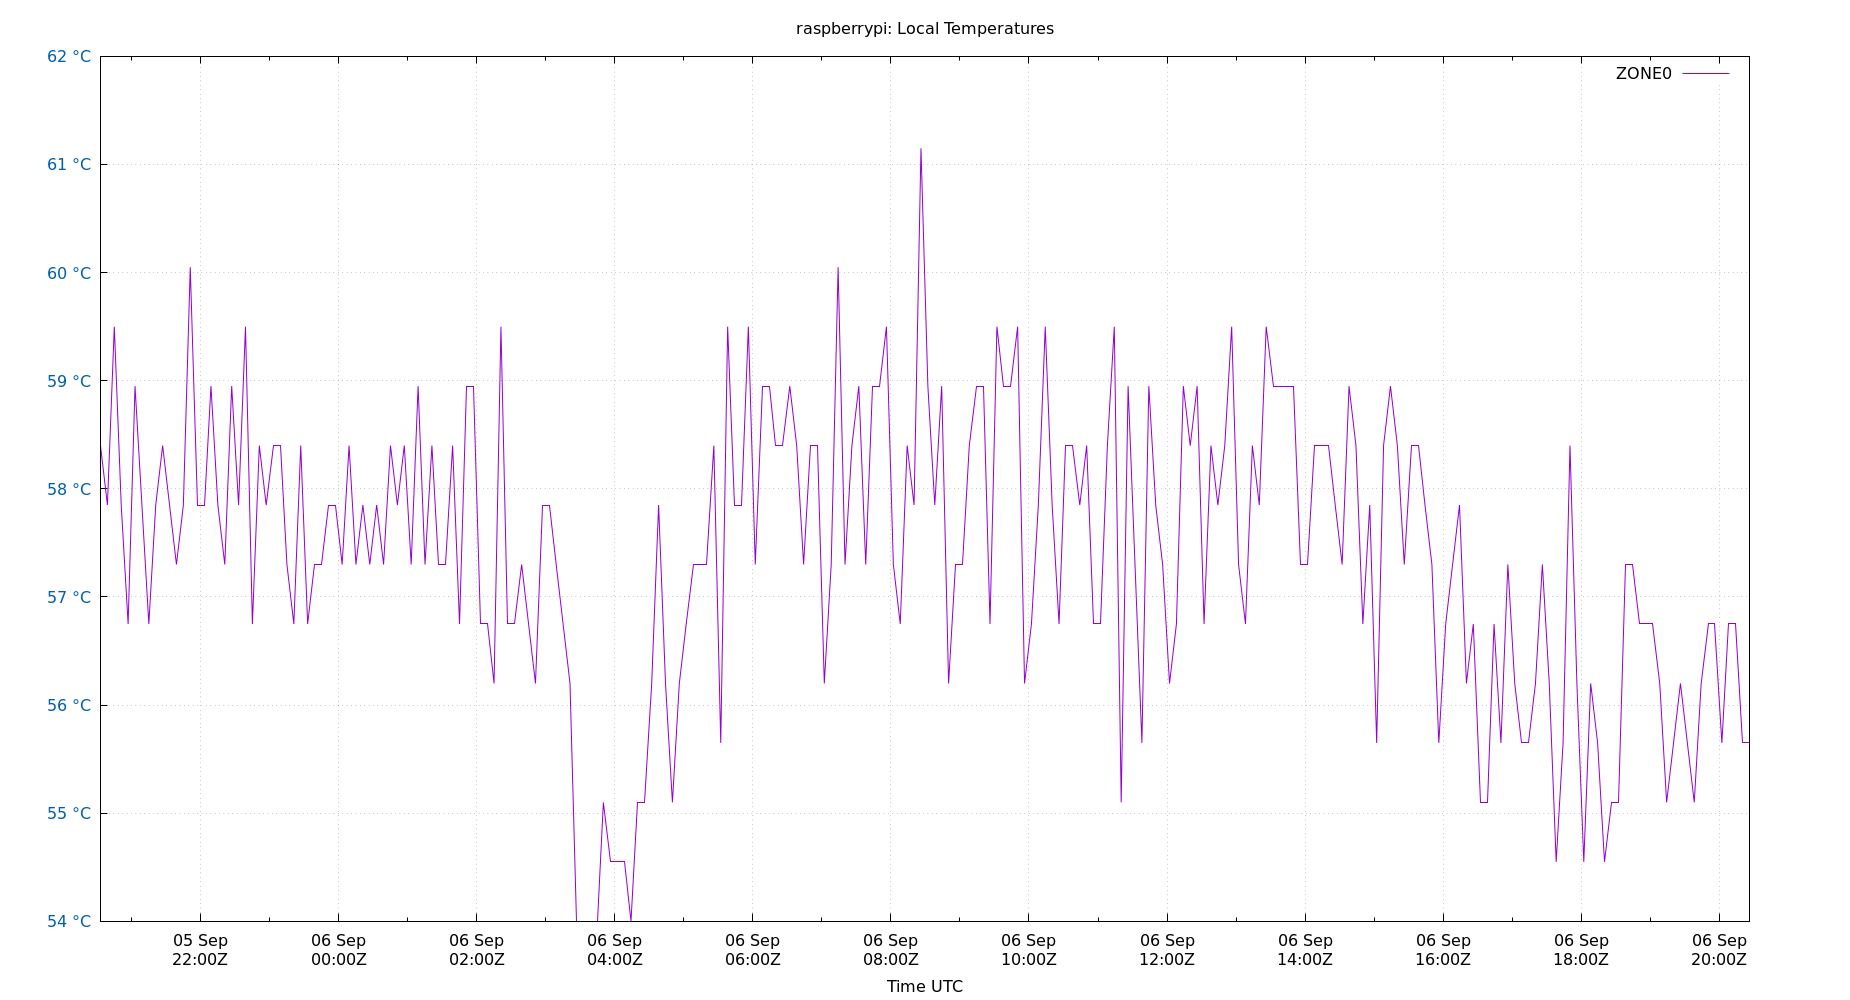 raspberrypi: Local Temperatures
62 °C
ZONE0
61 °C
60 °C
59 °C
58 °C
57 °C
56 °C
55 °C
54 °C
05 Sep 06 Sep 06 Sep 06 Sep 06 Sep 06 Sep 06 Sep 06 Sep 06 Sep 06 Sep 06 Sep 06 Sep
22:00Z 00:00Z 02:00Z 04:00Z 06:00Z 08:00Z 10:00Z 12:00Z 14:00Z 16:00Z 18:00Z 20:00Z
Time UTC